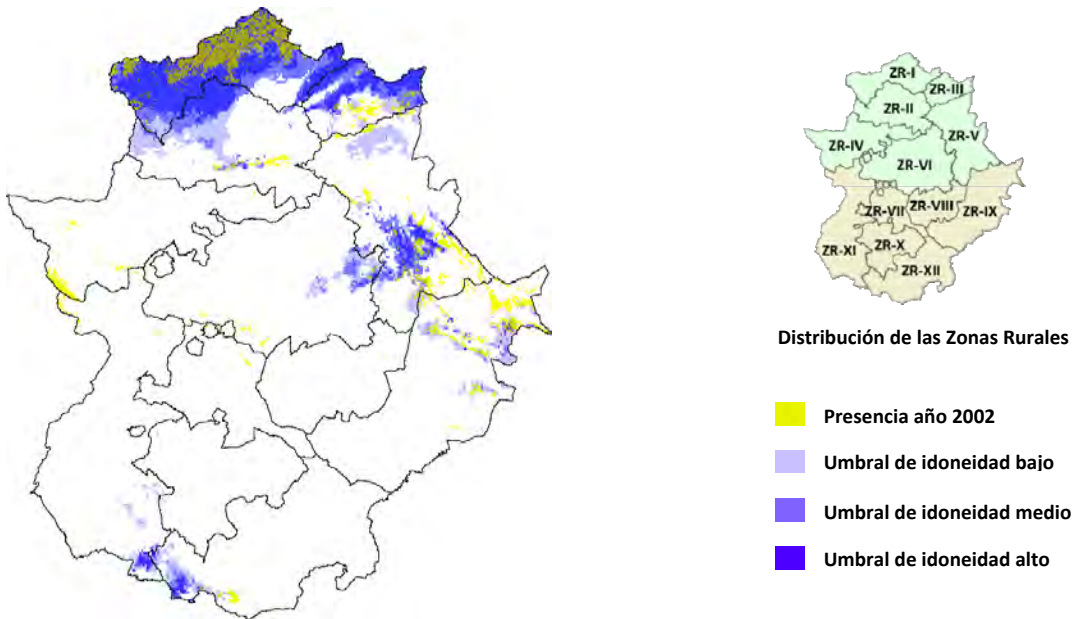 ZR-I
ZR-III
ZR-II
ZR-V
ZR-IV
ZR-VI
ZR-VIII
ZR-VII
ZR-IX
ZR-X
ZR-XI
ZR-XII
Distribución de las Zonas Rurales
Presencia año 2002
Umbral de idoneidad bajo
Umbral de idoneidad medio
Umbral de idoneidad alto